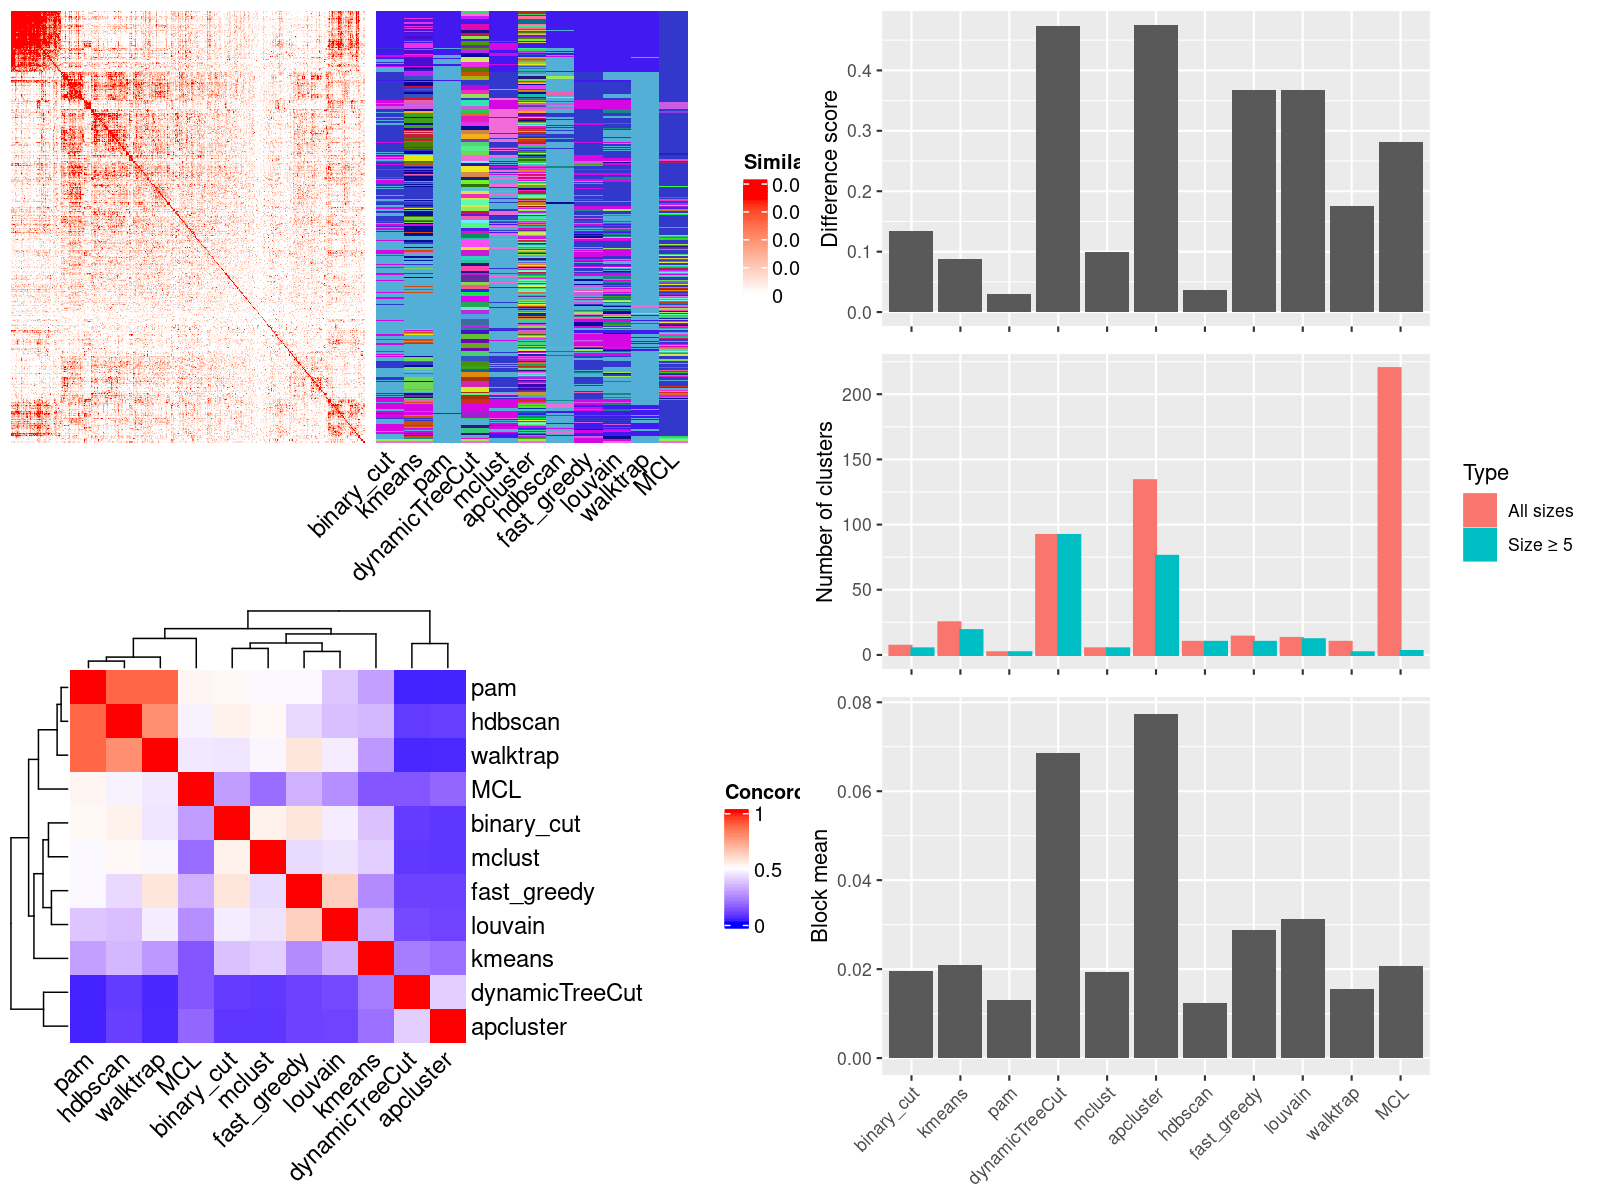 Simila
0.0
0.0
0.0
0.0
0
binary_cut
kmeans
pam
dynamicTreeCut
mclust
apcluster
hdbscan
fast_greedy
louvain
walktrap
MCL
pam
hdbscan
walktrap
MCL
binary_cut
mclust
fast_greedy
louvain
kmeans
dynamicTreeCut
apcluster
pam
hdbscan
walktrap
MCL
binary_cut
mclust
fast_greedy
louvain
kmeans
dynamicTreeCut
apcluster
Concord
1
0.5
0
Difference score
0.4
0.3
0.2
0.1
0.0
Number of clusters
200
150
100
50
0
Type
All sizes
Size ≥ 5
Block mean
0.08
0.06
0.04
0.02
0.00
binary_cut
kmeans
pam
dynamicTreeCut
mclust
apcluster
hdbscan
fast_greedy
louvain
walktrap
MCL